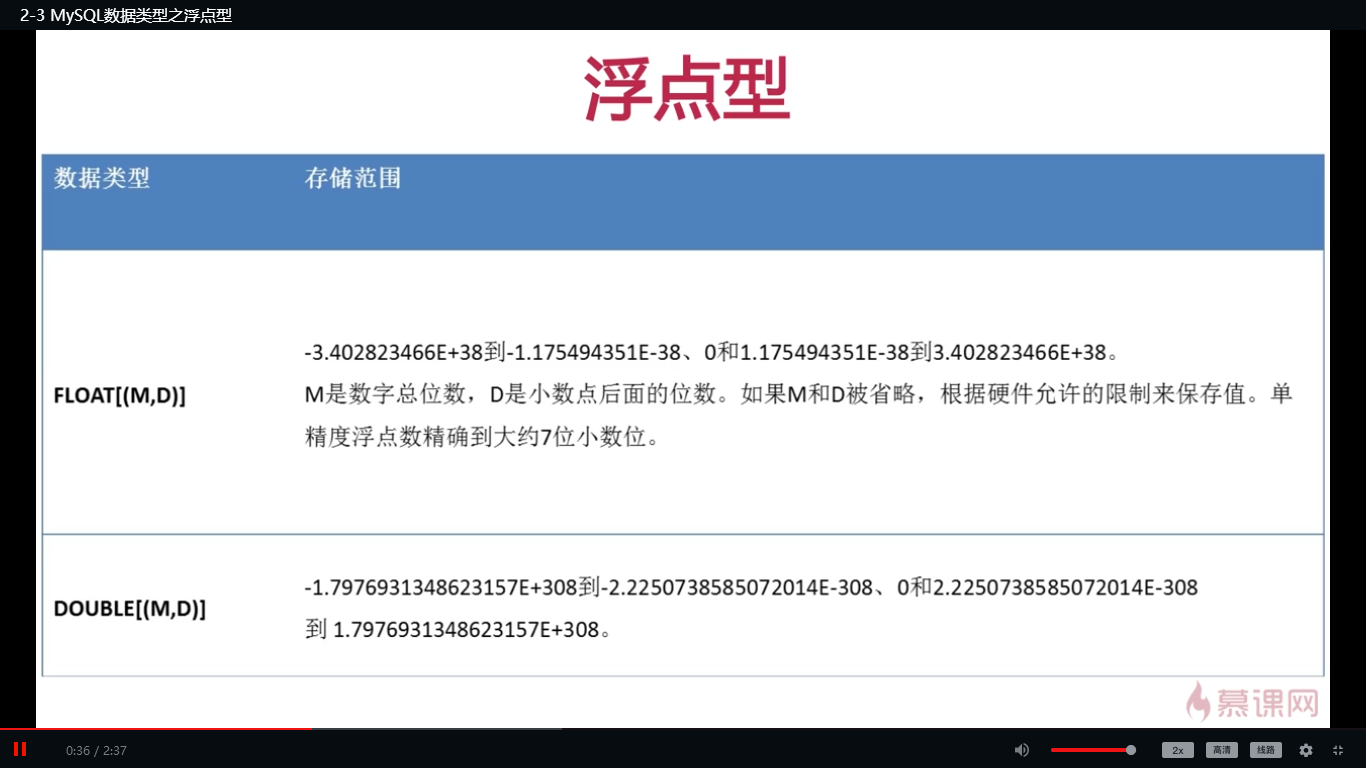 2-3 MySQL数据类型之浮点型
浮点型
数据类型 存储范围
-3.402823466E+38到-1.175494351E-38、0和1.175494351E-38到3.402823466E+38。
FLOAT[(M,D)]
M是数字总位数，D是小数点后面的位数。如果M和D被省略，根据硬件允许的限制来保存值。单
精度浮点数精确到大约7位小数位。
DOUBLE[(M,D)]
-1.7976931348623157E+308到-2.2250738585072014E-308、0和2.2250738585072014E-308
到 1.7976931348623157E+308。
慕课网
0:36 / 2:37
2x
高清
线路